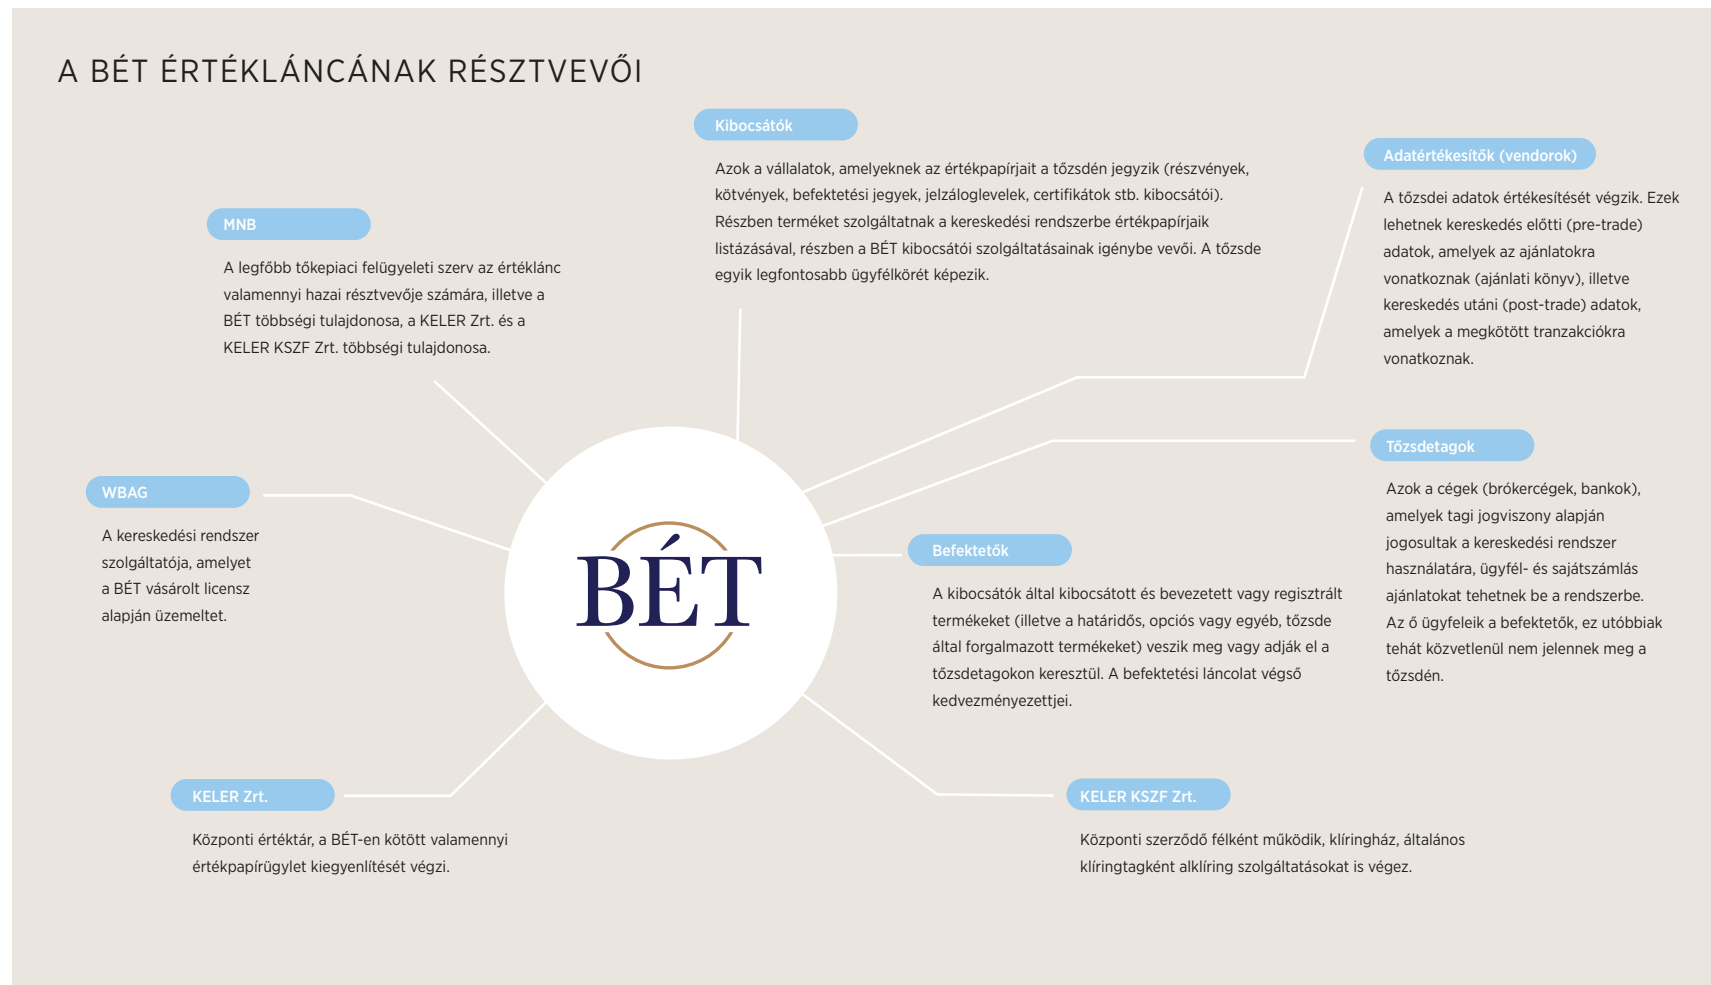 A BÉT ÉRTÉKLÁNCÁNAK RÉSZTVEVŐI
Kibocsátók
Azok a vállalatok, amelyeknek az értékpapírjait a tőzsdén jegyzik (részvények,
kötvények, befektetési jegyek, jelzáloglevelek, certifikátok stb. kibocsátói).
Részben terméket szolgáltatnak a kereskedési rendszerbe értékpapírjaik
listázásával, részben a BÉT kibocsátói szolgáltatásainak igénybe vevői. A tőzsde
egyik legfontosabb ügyfélkörét képezik.
Adatértékesítők (vendorok)
A tőzsdei adatok értékesítését végzik. Ezek
lehetnek kereskedés előtti (pre-trade)
adatok, amelyek az ajánlatokra
vonatkoznak (ajánlati könyv), illetve
kereskedés utáni (post-trade) adatok,
amelyek a megkötött tranzakciókra
vonatkoznak.
MNB
A legfőbb tőkepiaci felügyeleti szerv az értéklánc
valamennyi hazai résztvevője számára, illetve a
BÉT többségi tulajdonosa, a KELER Zrt. és a
KELER KSZF Zrt. többségi tulajdonosa.
Tőzsdetagok
Azok a cégek (brókercégek, bankok),
amelyek tagi jogviszony alapján
jogosultak a kereskedési rendszer
használatára, ügyfél- és sajátszámlás
ajánlatokat tehetnek be a rendszerbe.
Az ő ügyfeleik a befektetők, ez utóbbiak
tehát közvetlenül nem jelennek meg a
tőzsdén.
WBAG
A kereskedési rendszer
szolgáltatója, amelyet
a BÉT vásárolt licensz
alapján üzemeltet.
BÉT
Befektetők
A kibocsátók által kibocsátott és bevezetett vagy regisztrált
termékeket (illetve a határidős, opciós vagy egyéb, tőzsde
által forgalmazott termékeket) veszik meg vagy adják el a
tőzsdetagokon keresztül. A befektetési láncolat végső
kedvezményezettjei.
KELER Zrt.
Központi értéktár, a BÉT-en kötött valamennyi
értékpapírügylet kiegyenlítését végzi.
KELER KSZF Zrt.
Központi szerződő félként működik, klíringház, általános
klíringtagként alklíring szolgáltatásokat is végez.